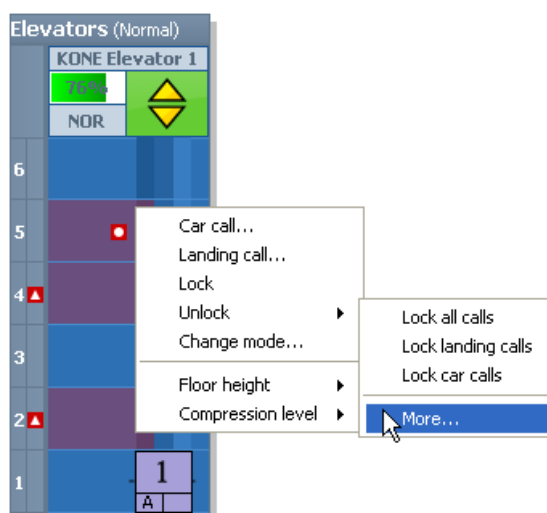 Elevators (Normal)
KONE Elevator 1
76%
NOR
6
5
4
3
2
1
1
A
Car call...
Landing call...
Lock
Unlock
Change mode...
Floor height
Compression level
Lock all calls
Lock landing calls
Lock car calls
More...